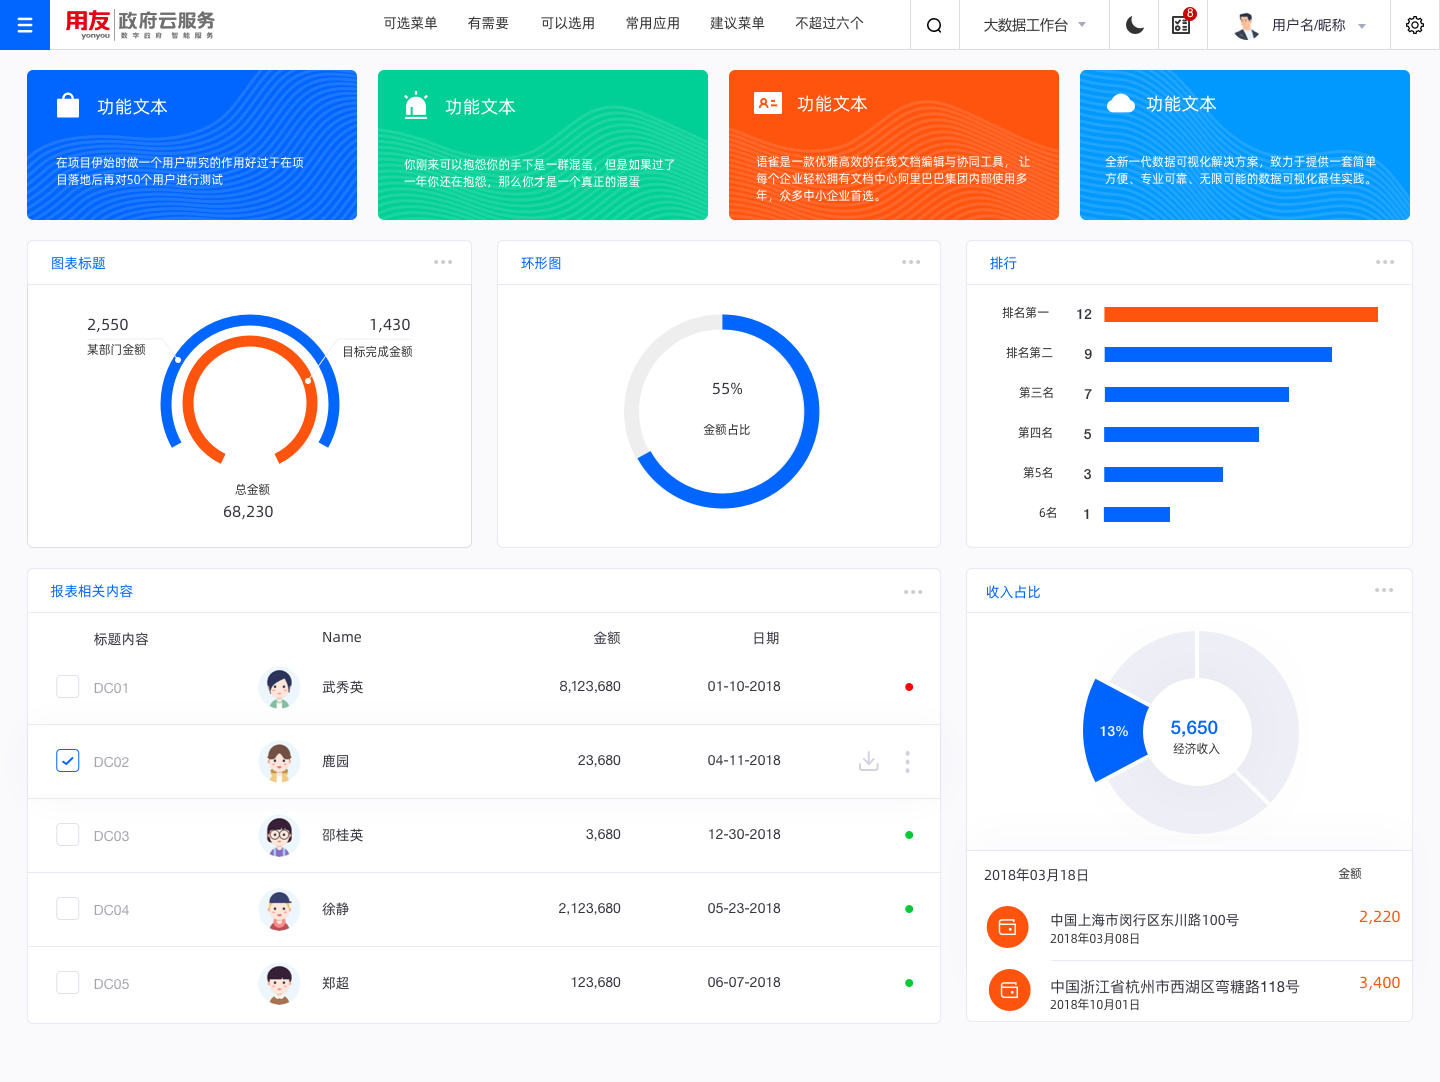 用友 yonyou 政府云服务
数字政府 智能服务
可选菜单 有需要 可以选用 常用应用 建议菜单 不超过六个
大数据工作台
8
用户名/昵称
功能文本
在项目伊始时做一个用户研究的作用好过于在项
目落地后再对50个用户进行测试
功能文本
你刚来可以抱怨你的手下是一群混蛋，但是如果过了
一年你还在抱怨，那么你才是一个真正的混蛋
功能文本
语雀是一款优雅高效的在线文档编辑与协同工具， 让
每个企业轻松拥有文档中心阿里巴巴集团内部使用多
年，众多中小企业首选。
功能文本
全新一代数据可视化解决方案，致力于提供一套简单
方便、专业可靠、无限可能的数据可视化最佳实践。
图表标题
2,550
某部门金额
1,430
目标完成金额
总金额
68,230
环形图
55%
金额占比
排行
排名第一 12
排名第二 9
第三名 7
第四名 5
第5名 3
6名 1
报表相关内容
标题内容 Name 金额 日期
DC01 武秀英 8,123,680 01-10-2018
DC02 鹿园 23,680 04-11-2018
DC03 邵桂英 3,680 12-30-2018
DC04 徐静 2,123,680 05-23-2018
DC05 郑超 123,680 06-07-2018
收入占比
13%
5,650
经济收入
2018年03月18日 金额
中国上海市闵行区东川路100号 2,220
2018年03月08日
中国浙江省杭州市西湖区弯糖路118号 3,400
2018年10月01日